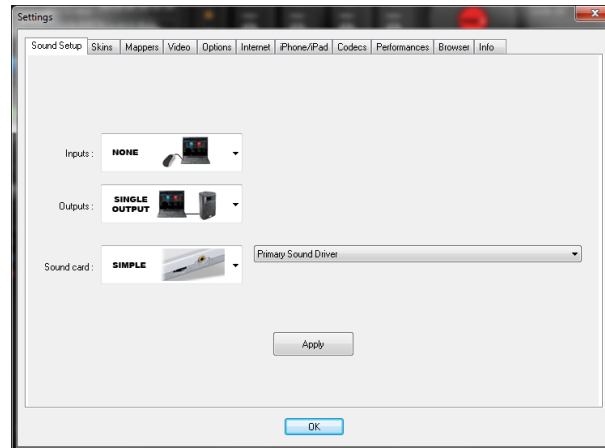 Settings
Sound Setup Skins Mappers Video Options Internet iPhone/iPad Codecs Performances Browser Info
Inputs : NONE
Outputs : SINGLE
OUTPUT
Sound card : SIMPLE Primary Sound Driver
Apply
OK